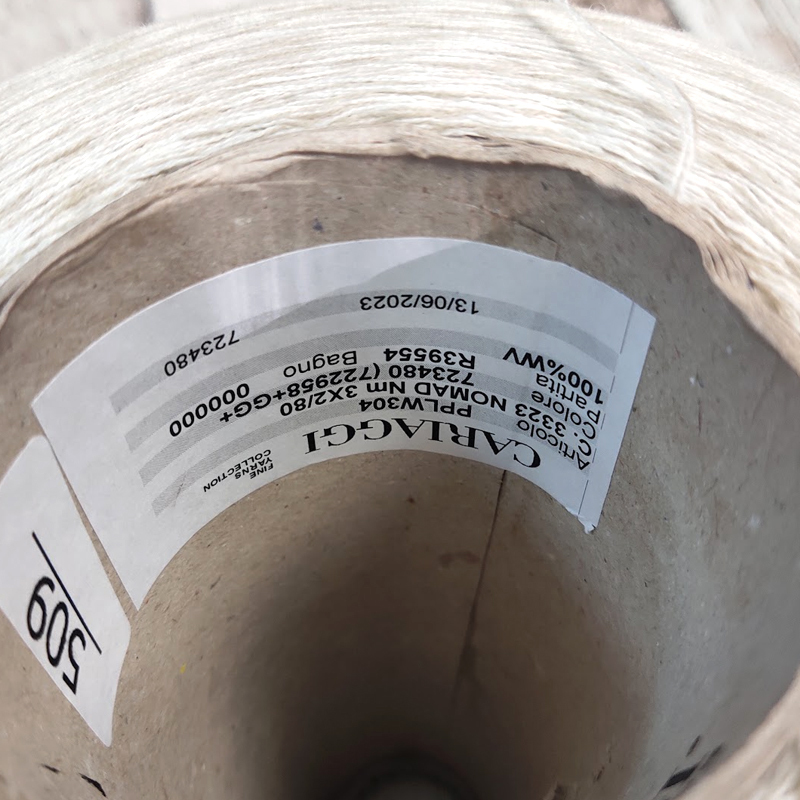 CARIAGGI
FINE
YARNS
COLLECTION
Articolo PPLW304 3X2/80
C. 3323 NOMAD Nm
Colore 723480 (722958+GG+ 000000
Partita R39554 Bagno
100%WV
13/06/2023 723480
509